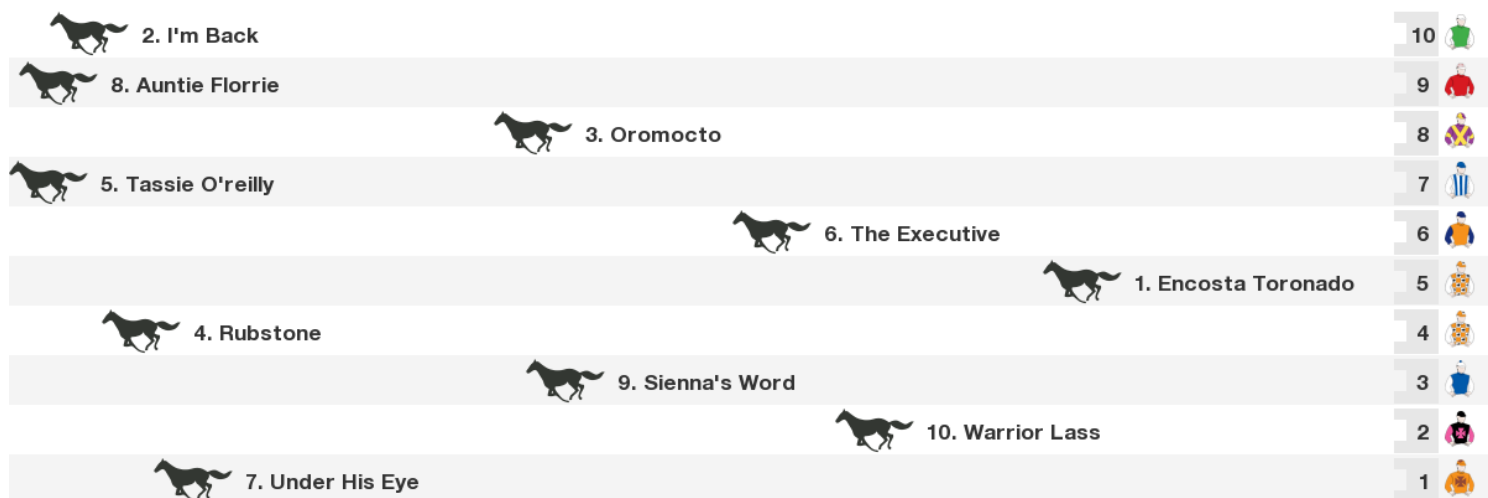 2. I'm Back 10
8. Auntie Florrie 9
3. Oromocto 8
5. Tassie O'reilly 7
6. The Executive 6
1. Encosta Toronado 5
4. Rubstone 4
9. Sienna's Word 3
10. Warrior Lass 2
7. Under His Eye 1